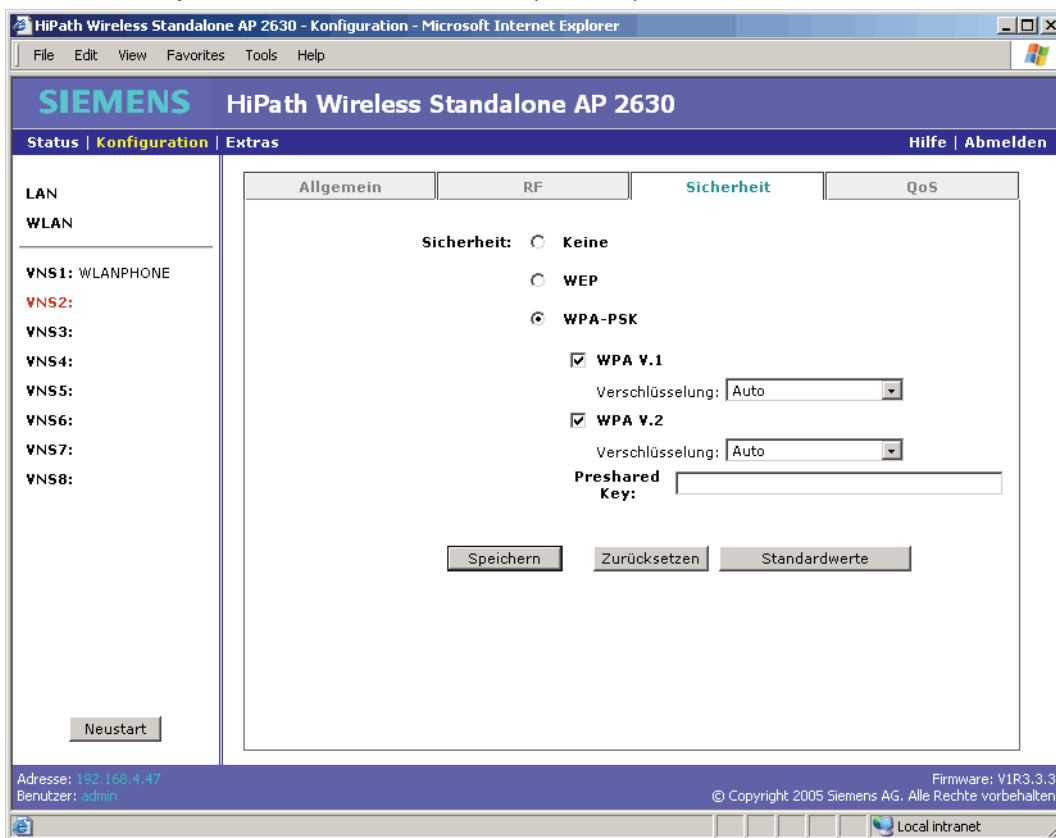 HiPath Wireless Standalone AP 2630 - Konfiguration - Microsoft Internet Explorer
File Edit View Favorites Tools Help
SIEMENS HiPath Wireless Standalone AP 2630
Status | Konfiguration | Extras Hilfe | Abmelden
Allgemein RF Sicherheit QoS
LAN
WLAN
VNS1: WLANPHONE
VNS2:
VNS3:
VNS4:
VNS5:
VNS6:
VNS7:
VNS8:
Neustart
Sicherheit: Keine
WEP
WPA-PSK
WPA V.1
Verschlüsselung: Auto
WPA V.2
Verschlüsselung: Auto
Preshared
Key:
Speichern Zurücksetzen Standardwerte
Adresse: 192.168.4.47 Firmware: V1R3.3.3
Benutzer: admin © Copyright 2005 Siemens AG. Alle Rechte vorbehalten
Local intranet